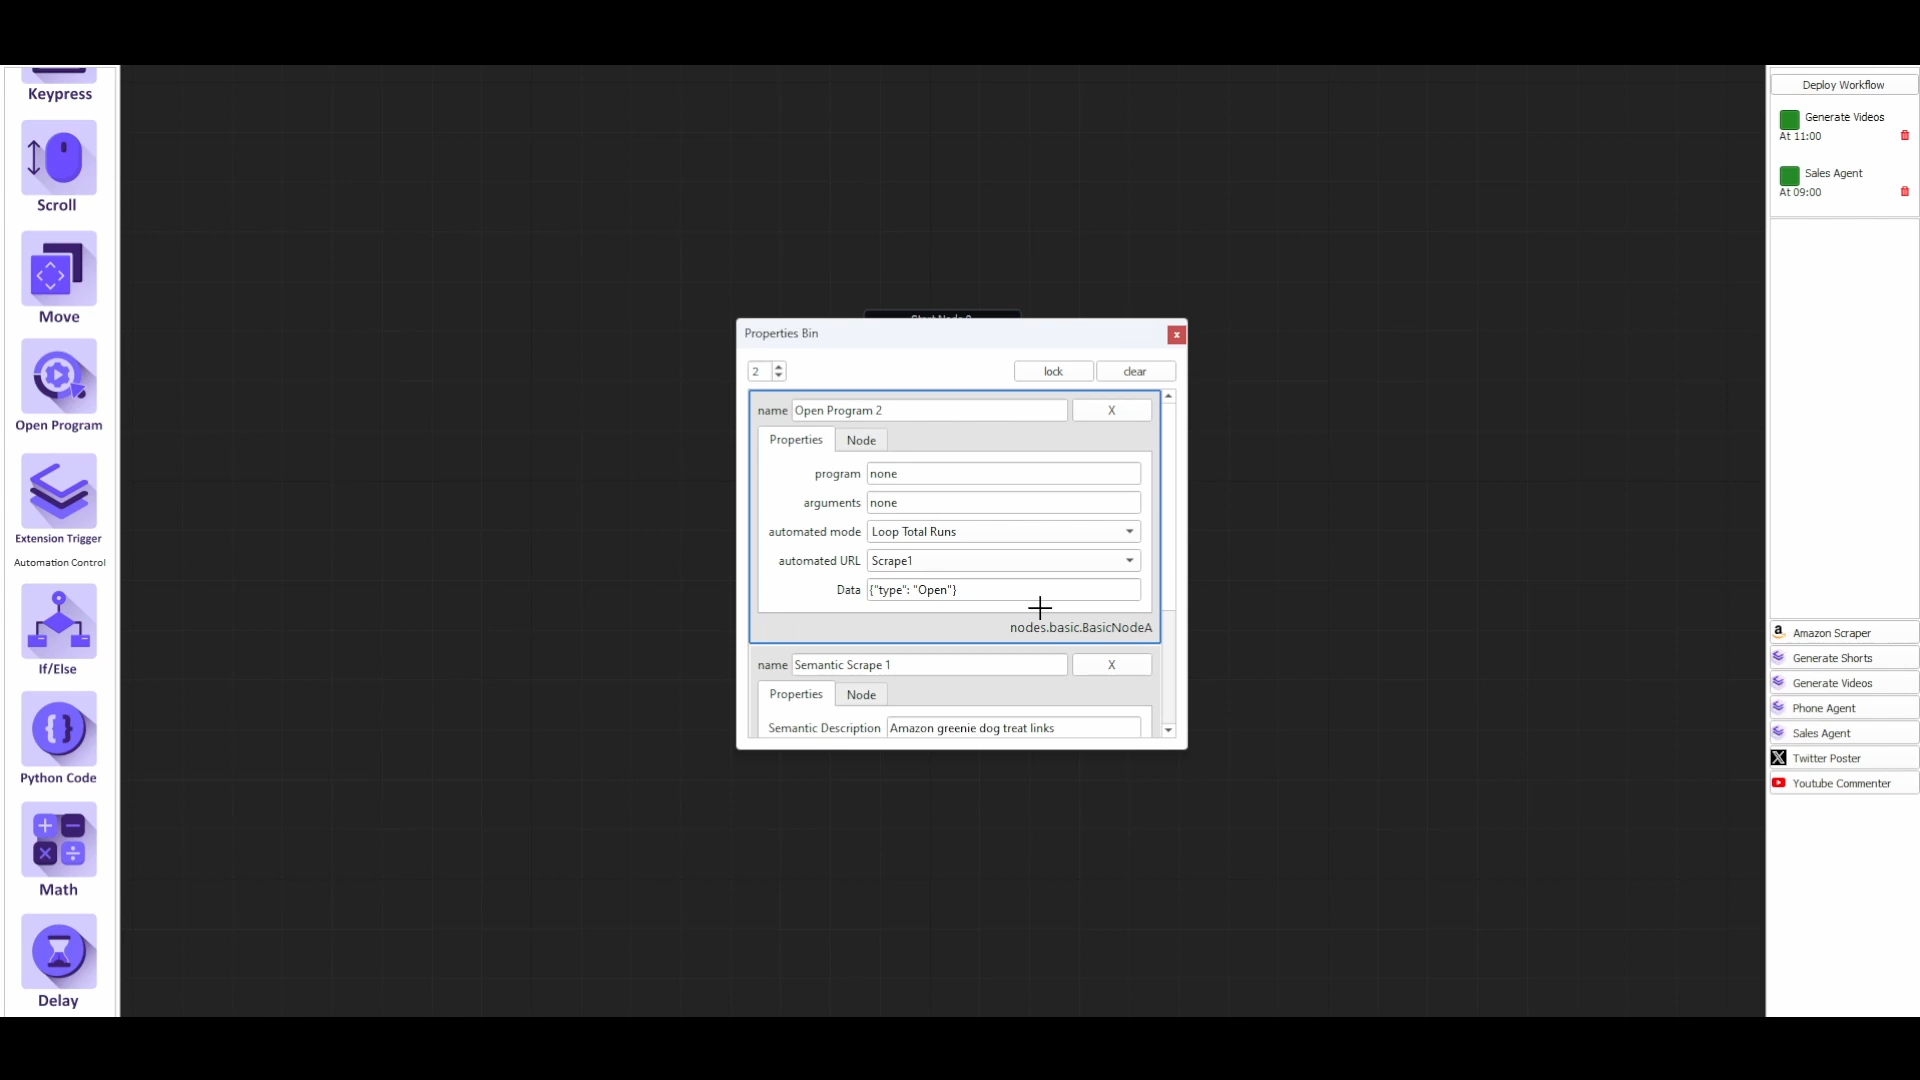 Keypress
Scroll
Move
Open Program
Extension Trigger
Automation Control
If/Else
Python Code
Math
Delay
Start Node 0
Properties Bin
x
2
lock
clear
name Open Program 2 X
Properties Node
program none
arguments none
automated mode Loop Total Runs
automated URL Scrape1
Data {"type": "Open"}
nodes.basic.BasicNodeA
name Semantic Scrape 1 X
Properties Node
Semantic Description Amazon greenie dog treat links
Deploy Workflow
Generate Videos
At 11:00
Sales Agent
At 09:00
Amazon Scraper
Generate Shorts
Generate Videos
Phone Agent
Sales Agent
Twitter Poster
Youtube Commenter